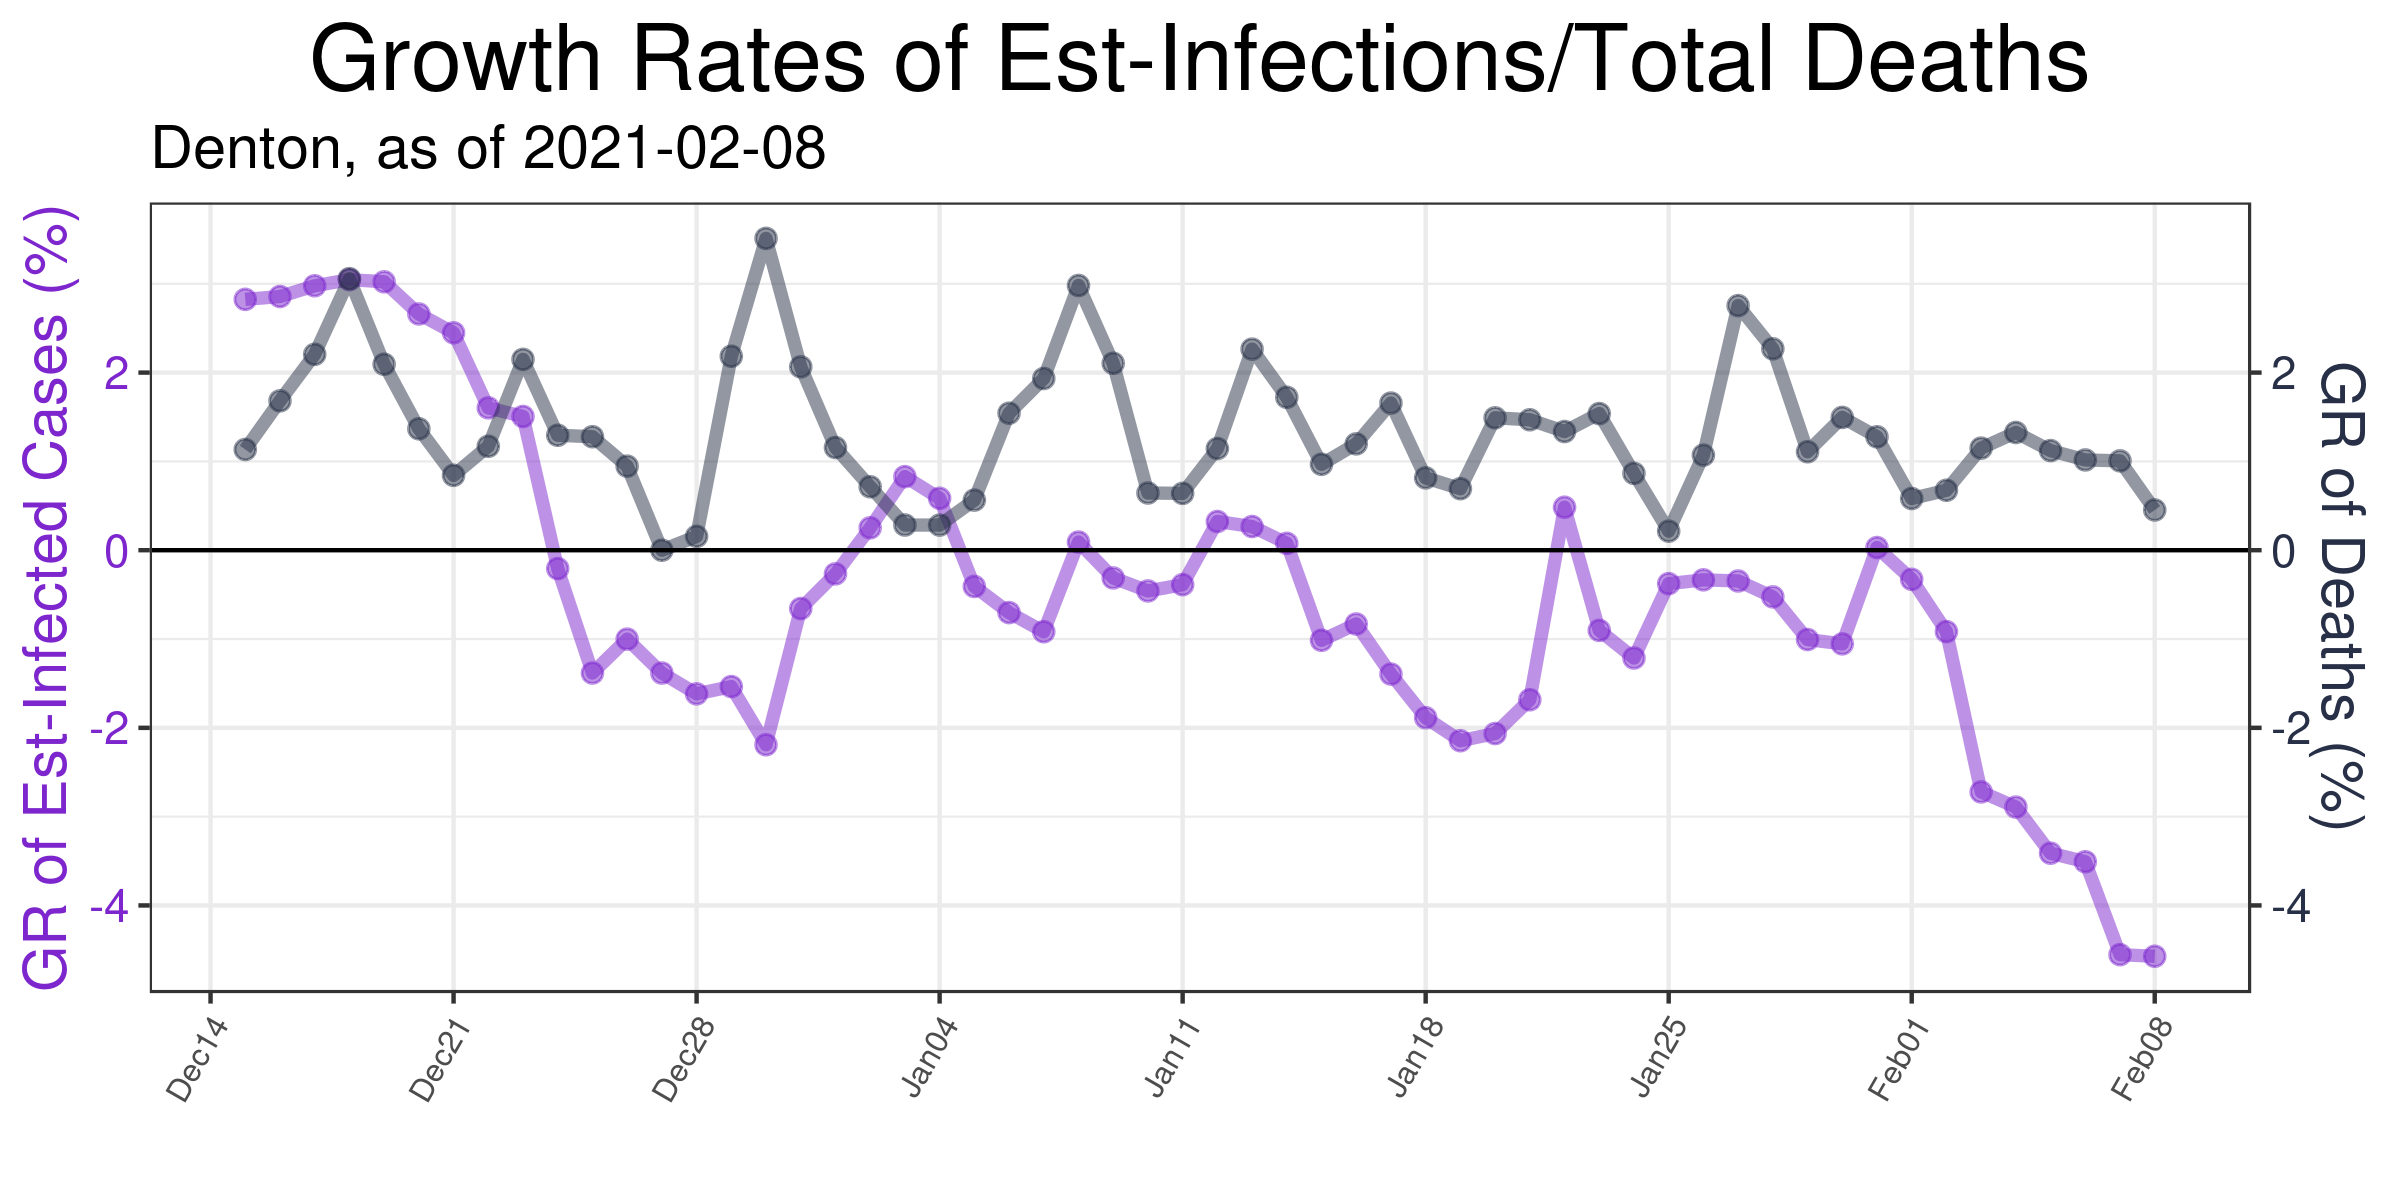 Growth Rates of Est-Infections/Total Deaths
Denton, as of 2021-02-08
GR of Est-Infected Cases (%)
2
0
-2
-4
2
0
-2
-4
GR of Deaths (%)
Dec14
Dec21
Dec28
Jan04
Jan11
Jan18
Jan25
Feb01
Feb08